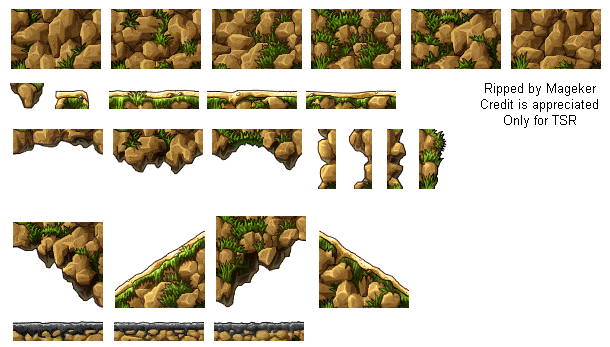 Ripped by Mageker
Credit is appreciated
Only for TSR